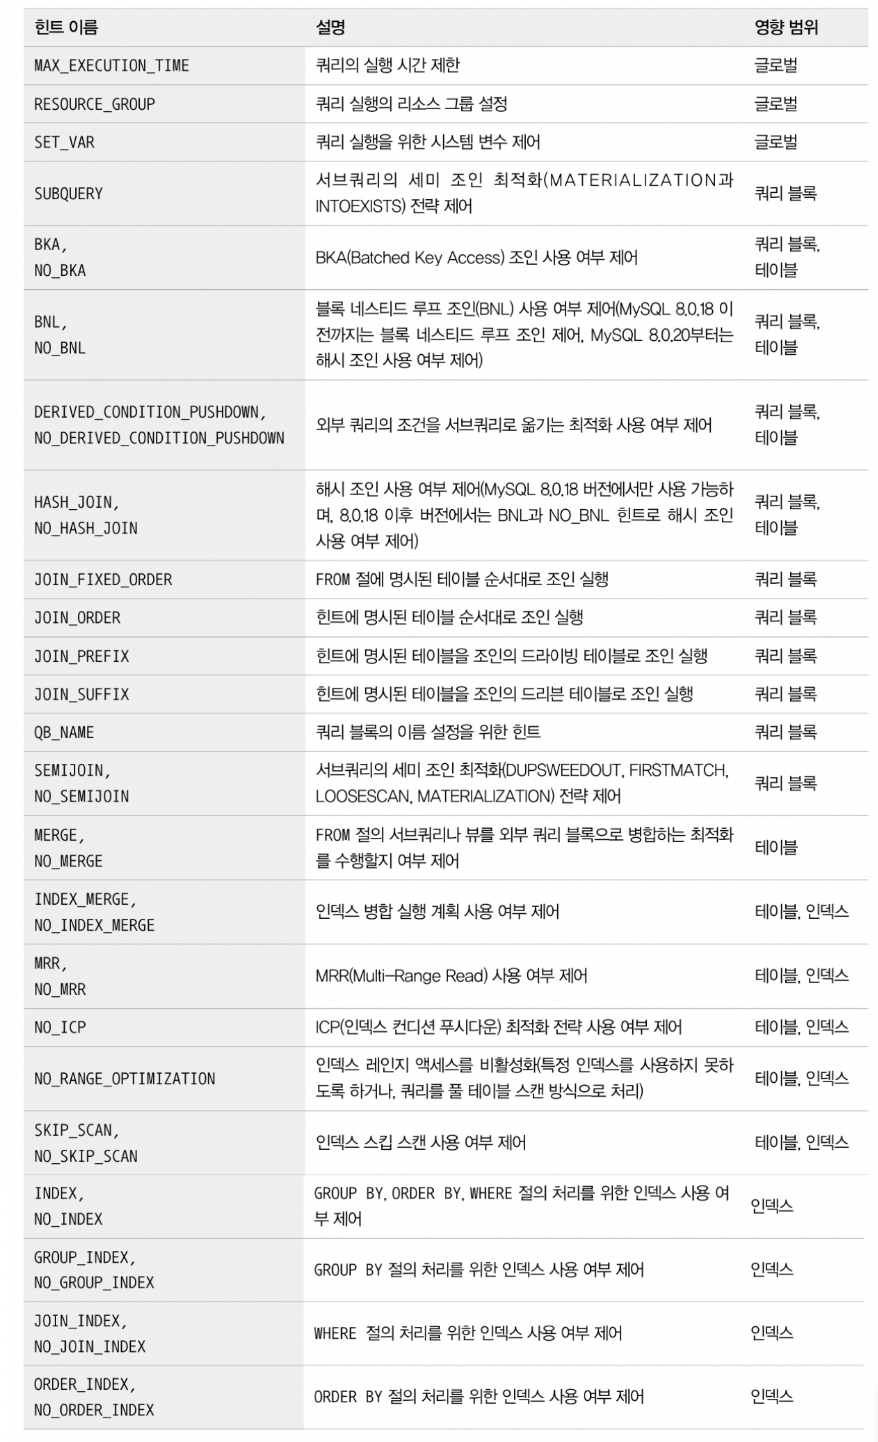 힌트 이름 설명 영향 범위
MAX_EXECUTION_TIME 쿼리의 실행 시간 제한 글로벌
RESOURCE_GROUP 쿼리 실행의 리소스 그룹 설정 글로벌
SET_VAR 쿼리 실행을 위한 시스템 변수 제어 글로벌
SUBQUERY
서브쿼리의 세미 조인 최적화(MATERIALIZATION과
INTOEXISTS) 전략 제어
쿼리 블록
BKA,
NO_BKA
BKA(Batched Key Access) 조인 사용 여부 제어
쿼리 블록,
테이블
BNL,
NO_BNL
블록 네스티드 루프 조인(BNL) 사용 여부 제어(MySQL 8.0.18 이
전까지는 블록 네스티드 루프 조인 제어, MySQL 8.0.20부터는
해시 조인 사용 여부 제어)
쿼리 블록,
테이블
DERIVED_CONDITION_PUSHDOWN,
NO_DERIVED_CONDITION_PUSHDOWN
외부 쿼리의 조건을 서브쿼리로 옮기는 최적화 사용 여부 제어
쿼리 블록,
테이블
HASH_JOIN,
NO_HASH_JOIN
해시 조인 사용 여부 제어(MySQL 8.0.18 버전에서만 사용 가능하
며, 8.0.18 이후 버전에서는 BNL과 NO_BNL 힌트로 해시 조인
사용 여부 제어)
쿼리 블록,
테이블
JOIN_FIXED_ORDER FROM 절에 명시된 테이블 순서대로 조인 실행 쿼리 블록
JOIN_ORDER 힌트에 명시된 테이블 순서대로 조인 실행 쿼리 블록
JOIN_PREFIX 힌트에 명시된 테이블을 조인의 드라이빙 테이블로 조인 실행 쿼리 블록
JOIN_SUFFIX 힌트에 명시된 테이블을 조인의 드리븐 테이블로 조인 실행 쿼리 블록
QB_NAME 쿼리 블록의 이름 설정을 위한 힌트 쿼리 블록
SEMIJOIN,
NO_SEMIJOIN
서브쿼리의 세미 조인 최적화(DUPSWEEDOUT, FIRSTMATCH,
LOOSESCAN, MATERIALIZATION) 전략 제어
쿼리 블록
MERGE,
NO_MERGE
FROM 절의 서브쿼리나 뷰를 외부 쿼리 블록으로 병합하는 최적화
를 수행할지 여부 제어
테이블
INDEX_MERGE,
NO_INDEX_MERGE
인덱스 병합 실행 계획 사용 여부 제어
테이블, 인덱스
MRR,
NO_MRR
MRR(Multi-Range Read) 사용 여부 제어
테이블, 인덱스
NO_ICP ICP(인덱스 컨디션 푸시다운) 최적화 전략 사용 여부 제어 테이블, 인덱스
NO_RANGE_OPTIMIZATION
인덱스 레인지 액세스를 비활성화(특정 인덱스를 사용하지 못하
도록 하거나, 쿼리를 풀 테이블 스캔 방식으로 처리)
테이블, 인덱스
SKIP_SCAN,
NO_SKIP_SCAN
인덱스 스킵 스캔 사용 여부 제어
테이블, 인덱스
INDEX,
NO_INDEX
GROUP BY, ORDER BY, WHERE 절의 처리를 위한 인덱스 사용 여
부 제어
인덱스
GROUP_INDEX,
NO_GROUP_INDEX
GROUP BY 절의 처리를 위한 인덱스 사용 여부 제어
인덱스
JOIN_INDEX,
NO_JOIN_INDEX
WHERE 절의 처리를 위한 인덱스 사용 여부 제어
인덱스
ORDER_INDEX,
NO_ORDER_INDEX
ORDER BY 절의 처리를 위한 인덱스 사용 여부 제어
인덱스